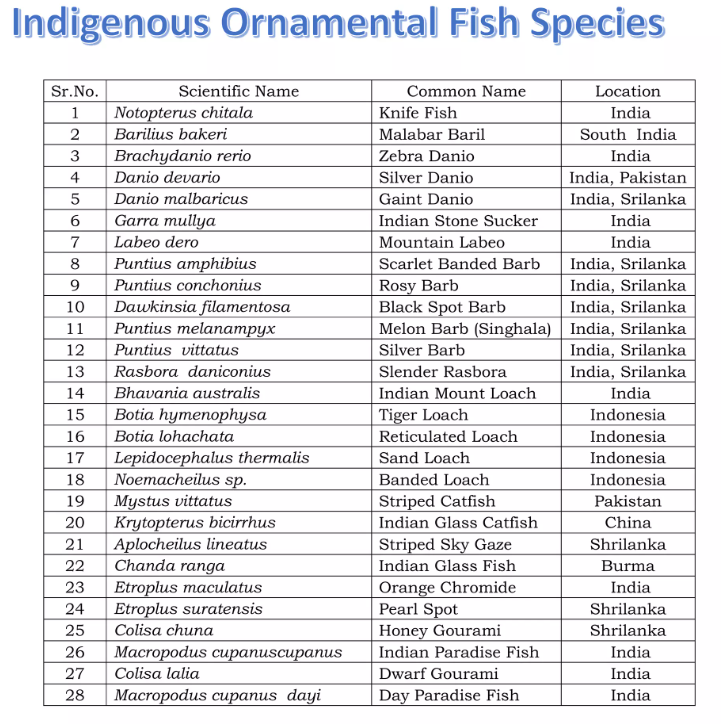 Indigenous Ornamental Fish Species
Sr.No. Scientific Name Common Name Location
1 Notopterus chitala Knife Fish India
2 Barilius bakeri Malabar Baril South India
3 Brachydanio rerio Zebra Danio India
4 Danio devario Silver Danio India, Pakistan
5 Danio malbaricus Gaint Danio India, Srilanka
6 Garra mullya Indian Stone Sucker India
7 Labeo dero Mountain Labeo India
8 Puntius amphibius Scarlet Banded Barb India, Srilanka
9 Puntius conchonius Rosy Barb India, Srilanka
10 Dawkinsia filamentosa Black Spot Barb India, Srilanka
11 Puntius melanampyx Melon Barb (Singhala) India, Srilanka
12 Puntius vittatus Silver Barb India, Srilanka
13 Rasbora daniconius Slender Rasbora India, Srilanka
14 Bhavania australis Indian Mount Loach India
15 Botia hymenophysa Tiger Loach Indonesia
16 Botia lohachata Reticulated Loach Indonesia
17 Lepidocephalus thermalis Sand Loach Indonesia
18 Noemacheilus sp. Banded Loach Indonesia
19 Mystus vittatus Striped Catfish Pakistan
20 Krytopterus bicirrhus Indian Glass Catfish China
21 Aplocheilus lineatus Striped Sky Gaze Shrilanka
22 Chanda ranga Indian Glass Fish Burma
23 Etroplus maculatus Orange Chromide India
24 Etroplus suratensis Pearl Spot Shrilanka
25 Colisa chuna Honey Gourami Shrilanka
26 Macropodus cupanuscupanus Indian Paradise Fish India
27 Colisa lalia Dwarf Gourami India
28 Macropodus cupanus dayi Day Paradise Fish India